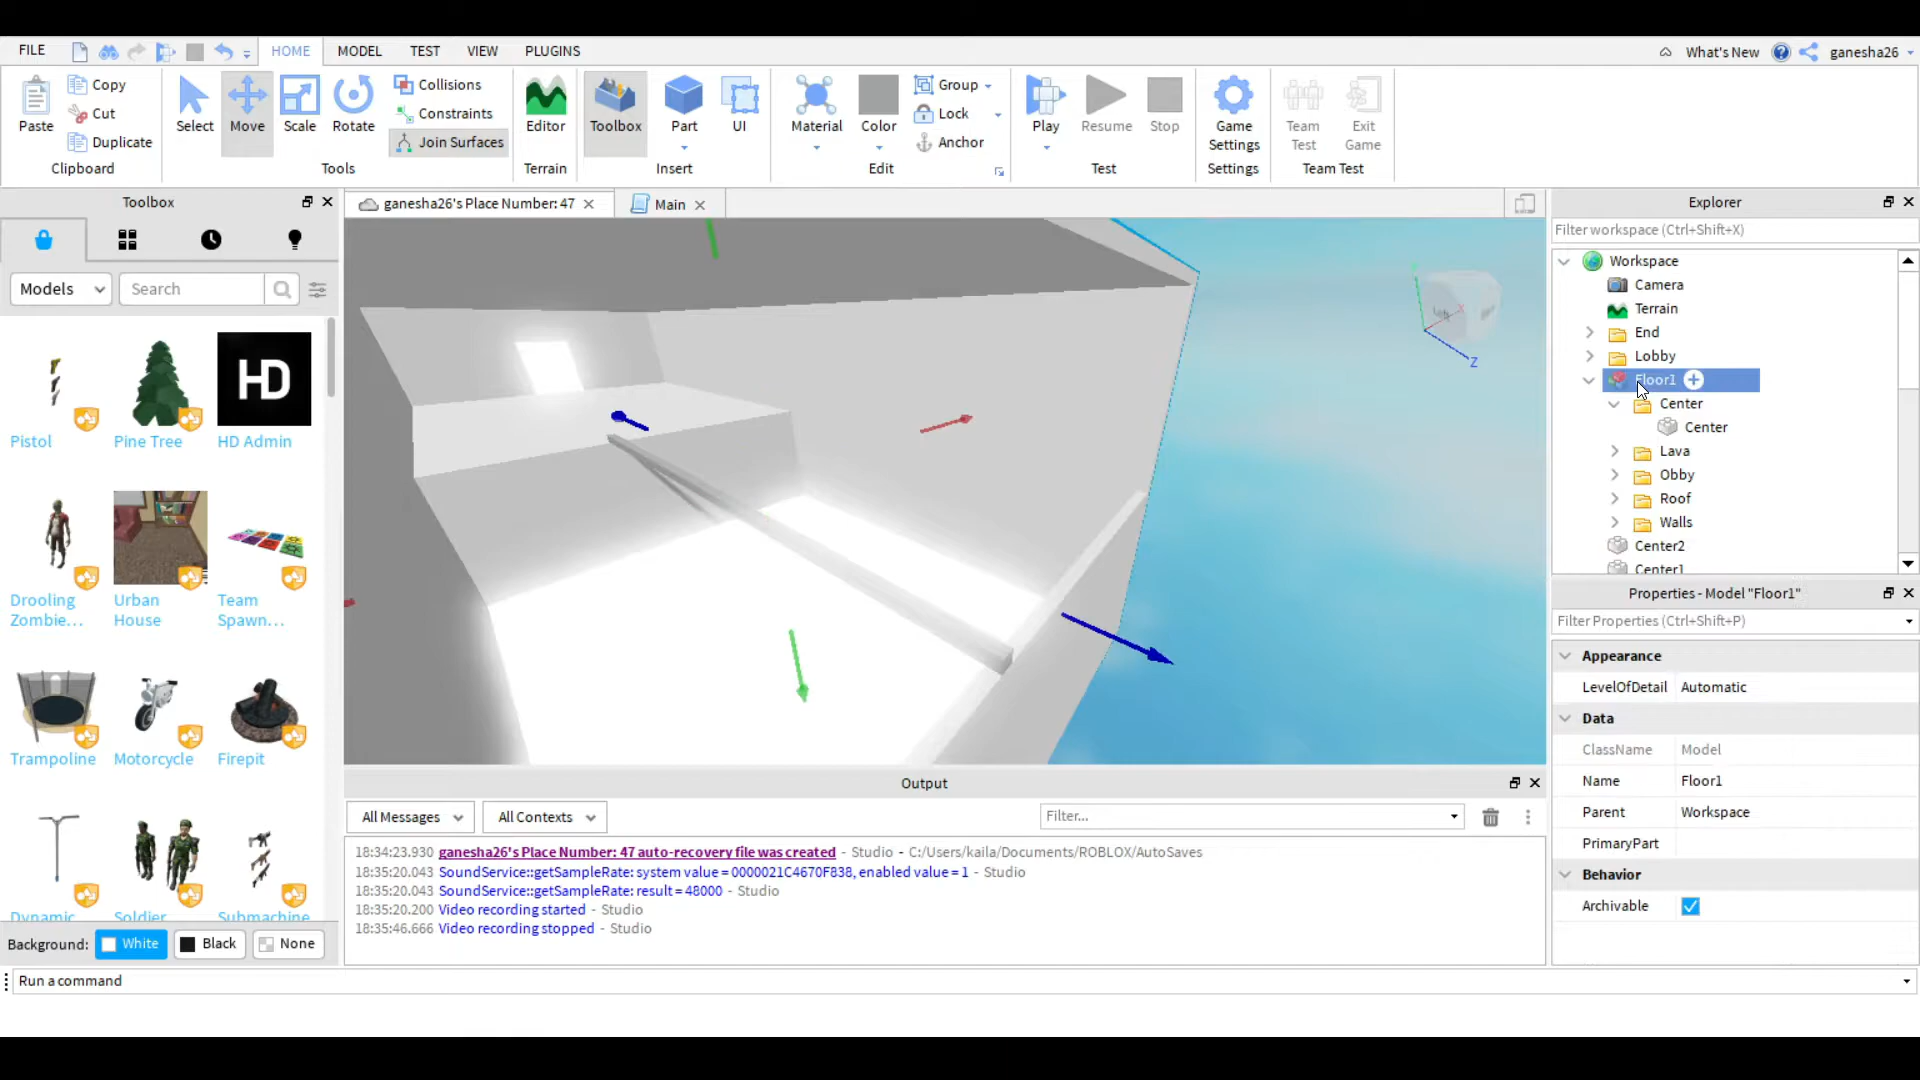 FILE HOME MODEL TEST VIEW PLUGINS What's New ganesha26
Copy Collisions Group
Cut Constraints Lock
Paste Duplicate Select Move Scale Rotate Join Surfaces Editor Toolbox Part UI Material Color Anchor Play Resume Stop Game Settings Team Test Exit Game
Clipboard Tools Terrain Insert Edit Test Settings Team Test
Toolbox
ganesha26's Place Number: 47 Main
Explorer
Filter workspace (Ctrl+Shift+X)
Models Search
Workspace
Camera
Terrain
End
Lobby
Floor1
Center
Center
Lava
Obby
Roof
Walls
Center2
Center1
HD
Pistol Pine Tree HD Admin
Drooling Zombie... Urban House Team Spawn...
Trampoline Motorcycle Firepit
Dynamic Soldier Submachine
Background: White Black None
Left
X
Z
Properties - Model "Floor1"
Filter Properties (Ctrl+Shift+P)
Appearance
LevelOfDetail Automatic
Data
ClassName Model
Name Floor1
Parent Workspace
PrimaryPart
Behavior
Archivable
Output
All Messages All Contexts Filter...
18:34:23.930 ganesha26's Place Number: 47 auto-recovery file was created - Studio - C:/Users/kaila/Documents/ROBLOX/AutoSaves
18:35:20.043 SoundService::getSampleRate: system value = 0000021C4670F838, enabled value = 1 - Studio
18:35:20.043 SoundService::getSampleRate: result = 48000 - Studio
18:35:20.200 Video recording started - Studio
18:35:46.666 Video recording stopped - Studio
Run a command